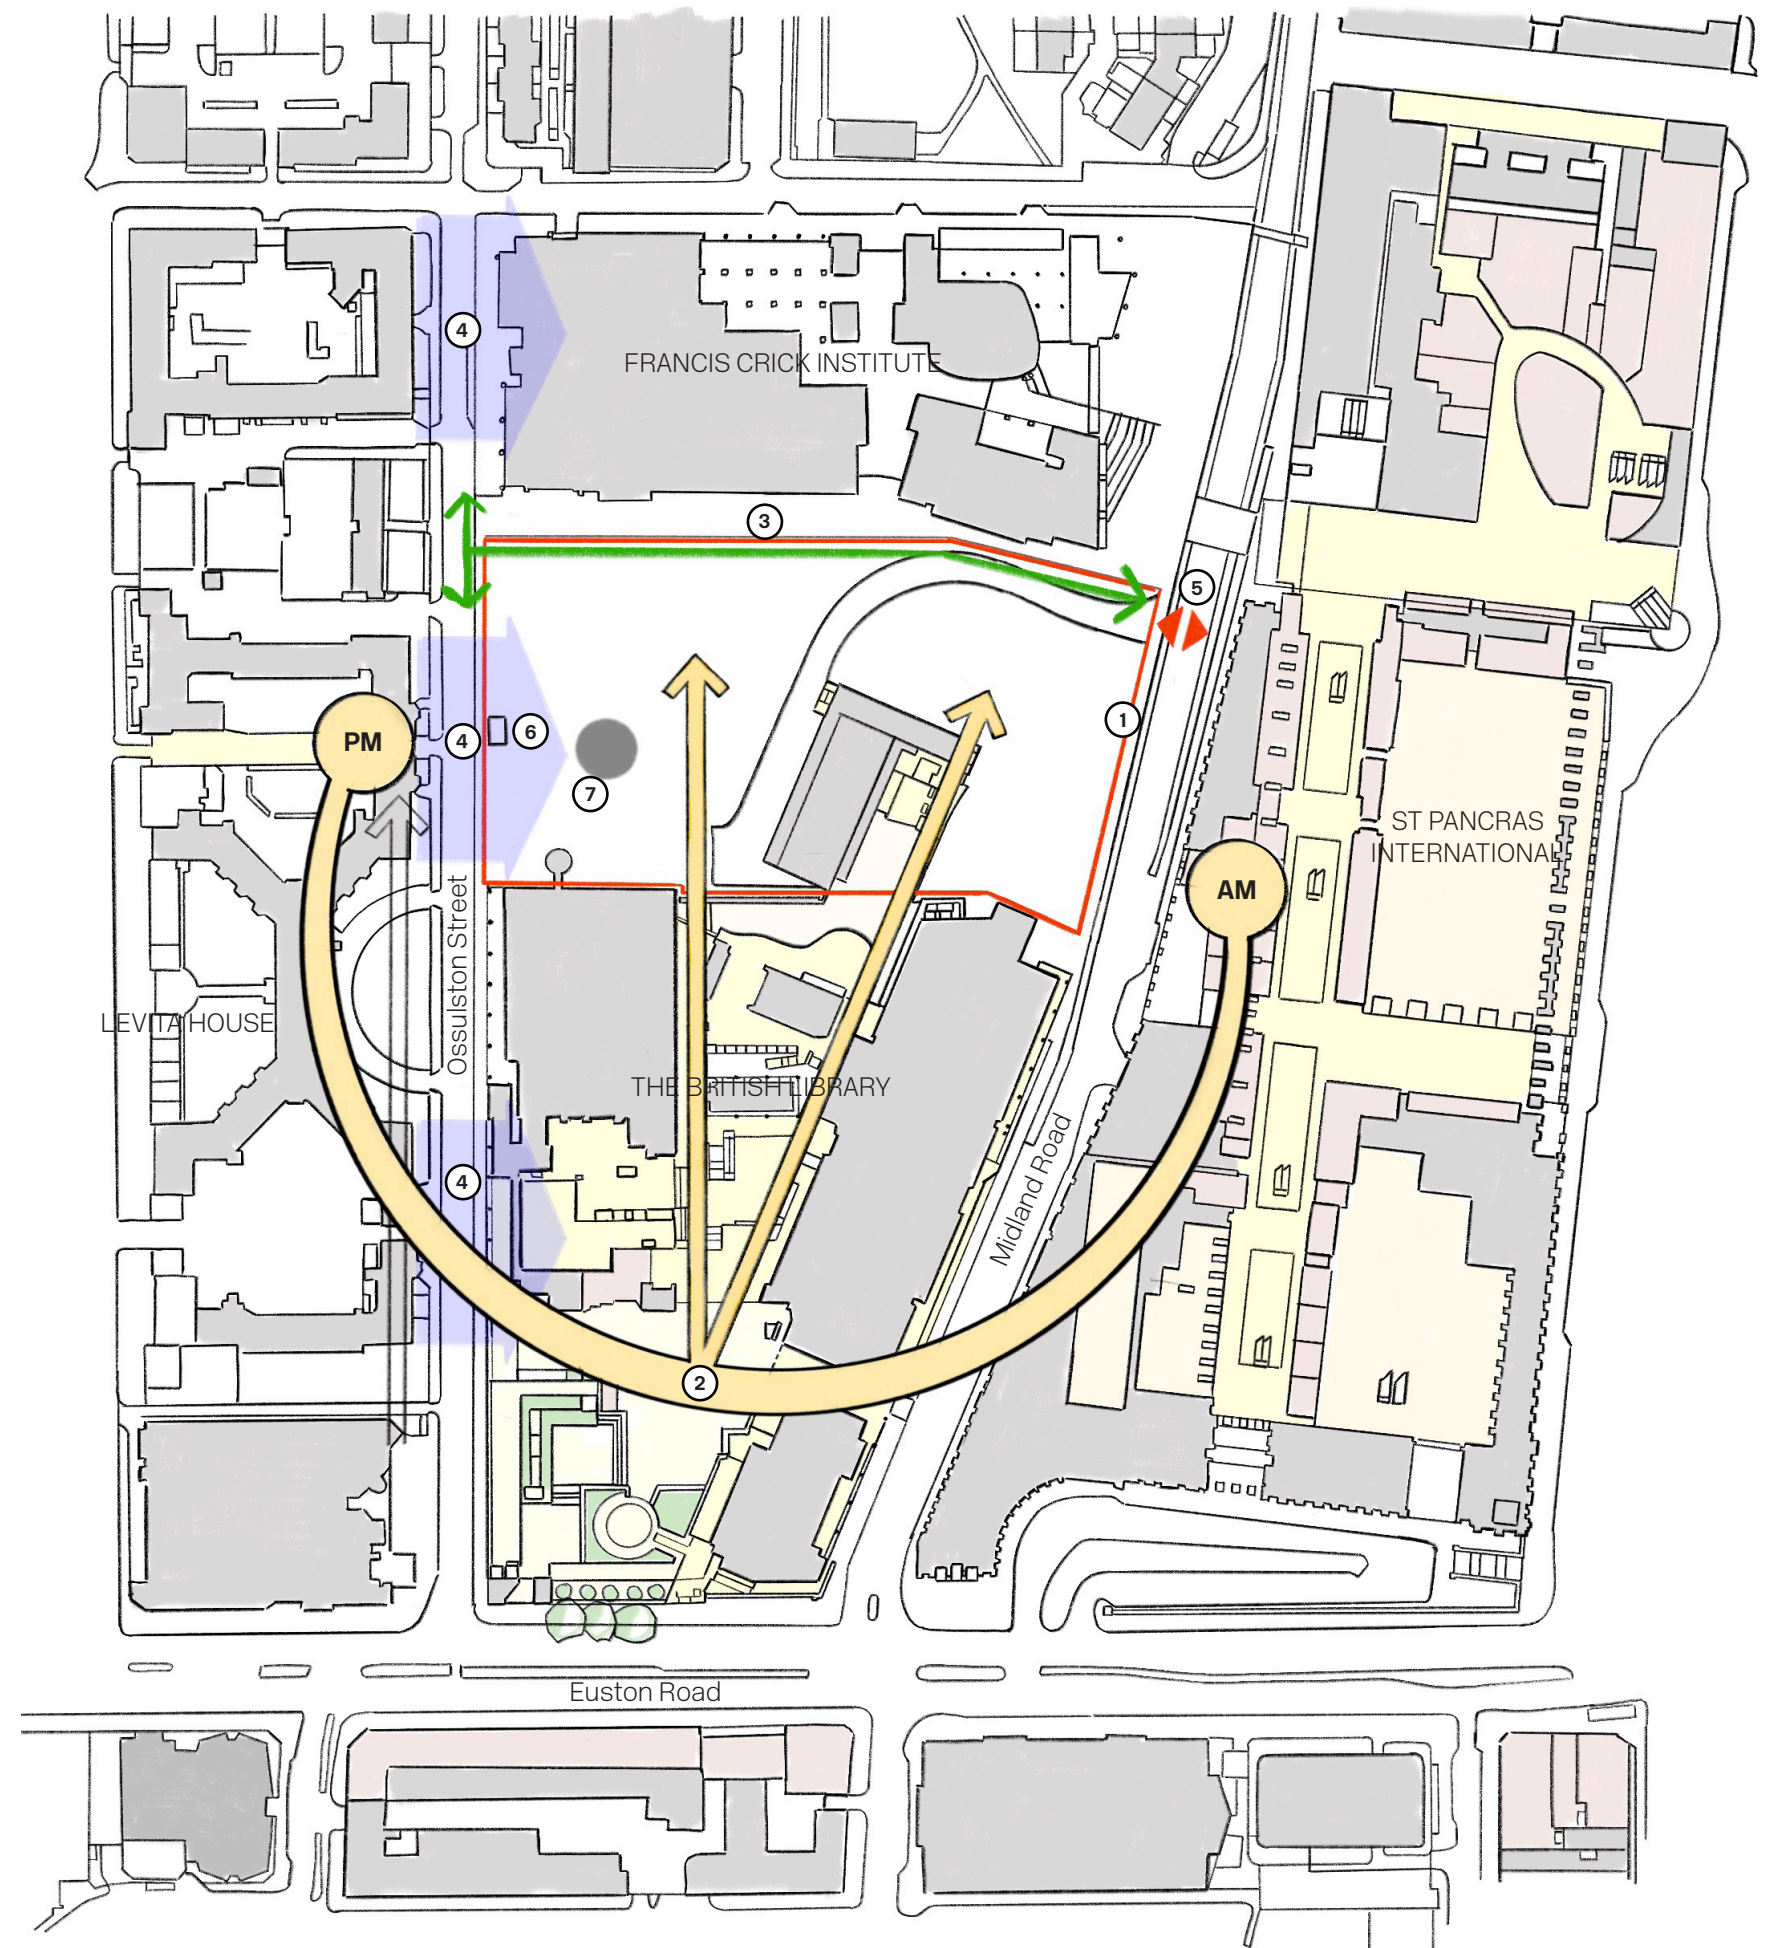 4
FRANCIS CRICK INSTITUTE
3
5
1
PM
4
6
7
ST PANCRAS
INTERNATIONAL
AM
Ossulston Street
LEVITA HOUSE
THE BRITISH LIBRARY
Midland Road
4
2
Euston Road